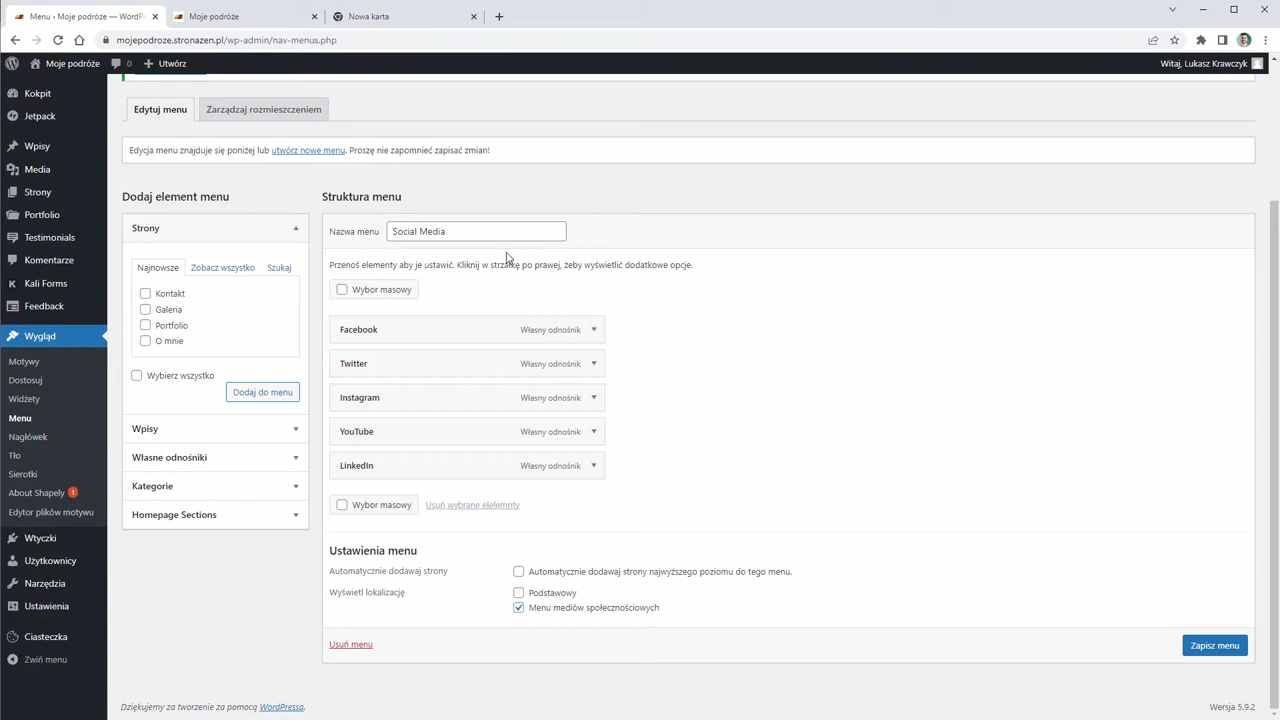 Menu ‹ Moje podróże — WordPr
Moje podróże
Nowa karta
mojepodroze.stronazen.pl/wp-admin/nav-menus.php
Moje podróże
0
Utwórz
Witaj, Lukasz Krawczyk
Kokpit
Jetpack
Wpisy
Media
Strony
Portfolio
Testimonials
Komentarze
Kali Forms
Feedback
Wygląd
Motywy
Dostosuj
Widżety
Menu
Nagłówek
Tło
Sierotki
About Shapely 1
Edytor plików motywu
Wtyczki
Użytkownicy
Narzędzia
Ustawienia
Ciasteczka
Zwiń menu
Edytuj menu
Zarządzaj rozmieszczeniem
Edycja menu znajduje się poniżej lub utwórz nowe menu. Proszę nie zapomnieć zapisać zmian!
Dodaj element menu
Strony
Najnowsze
Zobacz wszystko
Szukaj
Kontakt
Galeria
Portfolio
O mnie
Wybierz wszystko
Dodaj do menu
Wpisy
Własne odnośniki
Kategorie
Homepage Sections
Struktura menu
Nazwa menu
Social Media
Przenoś elementy aby je ustawić. Kliknij w strzałkę po prawej, żeby wyświetlić dodatkowe opcje.
Wybor masowy
Facebook Własny odnośnik
Twitter Własny odnośnik
Instagram Własny odnośnik
YouTube Własny odnośnik
LinkedIn Własny odnośnik
Wybor masowy
Usuń wybrane elelemnty
Ustawienia menu
Automatycznie dodawaj strony
Automatycznie dodawaj strony najwyższego poziomu do tego menu.
Wyświetl lokalizację
Podstawowy
Menu mediów społecznościowych
Usuń menu
Zapisz menu
Dziękujemy za tworzenie za pomocą WordPressa.
Wersja 5.9.2